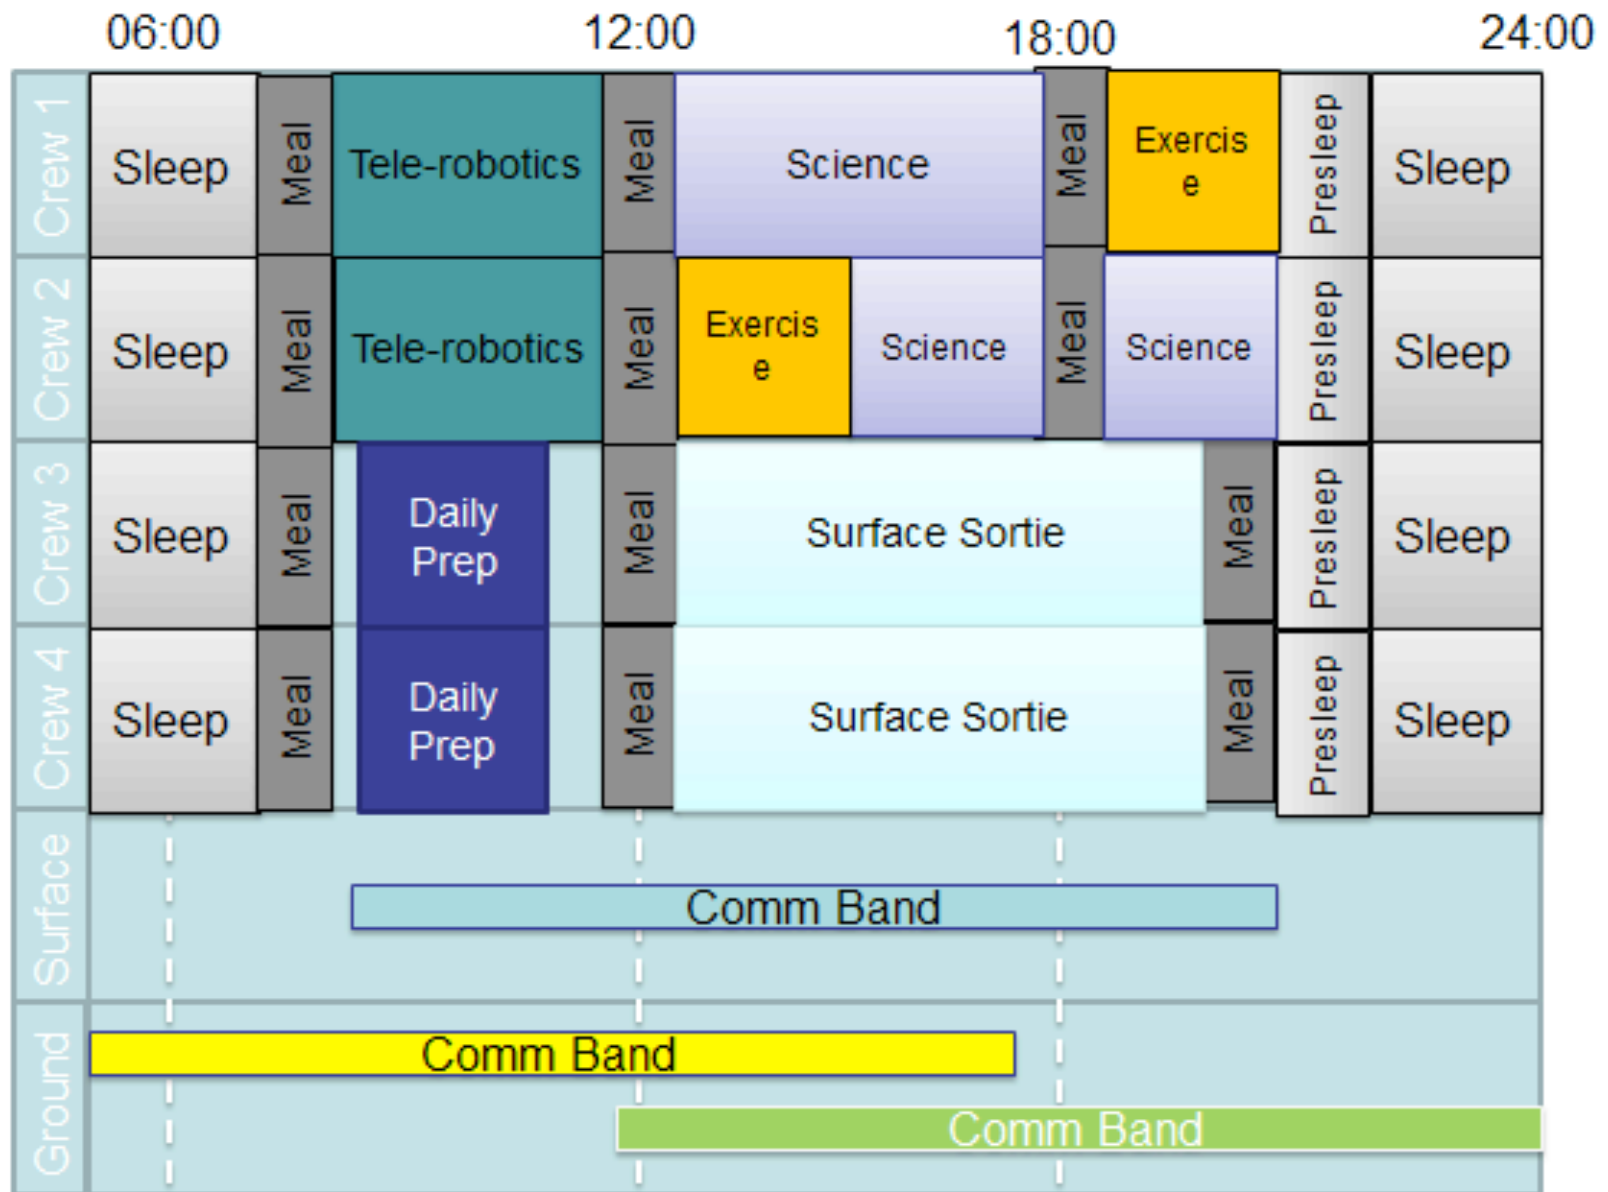 06:00 12:00 18:00 24:00
Crew 1
Sleep
Meal
Tele-robotics
Meal
Science
Meal
Exercis
e
Presleep
Sleep
Crew 2
Sleep
Meal
Tele-robotics
Meal
Exercis
e
Science
Meal
Science
Presleep
Sleep
Crew 3
Sleep
Meal
Daily
Prep
Meal
Surface Sortie
Meal
Presleep
Sleep
Crew 4
Sleep
Meal
Daily
Prep
Meal
Surface Sortie
Meal
Presleep
Sleep
Surface
Comm Band
Ground
Comm Band
Comm Band